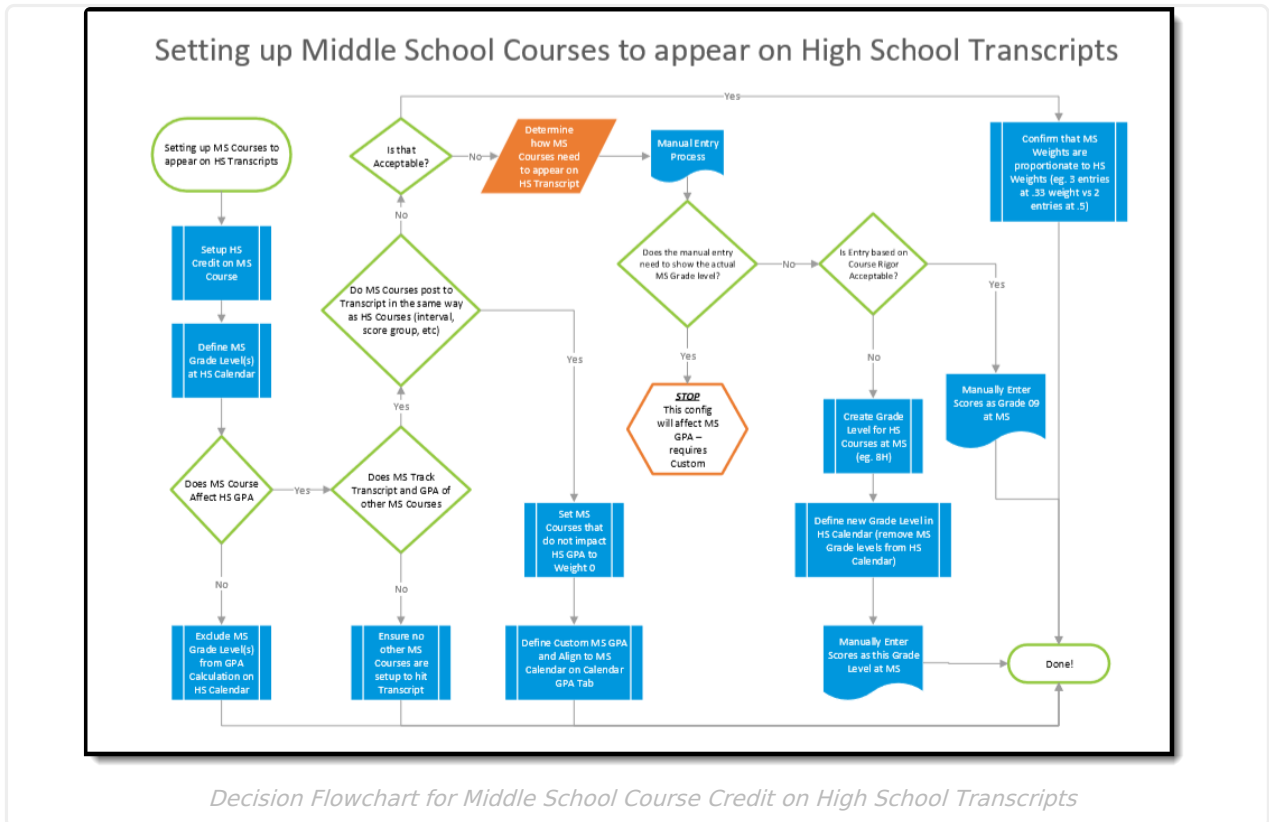 Setting up Middle School Courses to appear on High School Transcripts
Setting up MS Courses to
appear on HS Transcripts
Setup HS
Credit on MS
Course
Define MS
Grade Level(s)
at HS Calendar
Does MS Course
Affect HS GPA
Yes
No
Exclude MS
Grade Level(s)
from GPA
Calculation on
HS Calendar
Does MS Track
Transcript and GPA of
other MS Courses
Yes
No
Ensure no
other MS
Courses are
setup to hit
Transcript
Do MS Courses post to
Transcript in the same way
as HS Courses (interval,
score group, etc)
No
Yes
Set MS
Courses that
do not impact
HS GPA to
Weight 0
Define Custom MS GPA
and Align to MS
Calendar on Calendar
GPA Tab
Is that
Acceptable?
Yes
No
Determine
how MS
Courses need
to appear on
HS Transcript
Manual Entry
Process
Does the manual entry
need to show the actual
MS Grade level?
No
Yes
STOP
This config
will affect MS
GPA –
requires
Custom
Is Entry based on
Course Rigor
Acceptable?
Yes
No
Create Grade
Level for HS
Courses at MS
(eg. 8H)
Define new Grade Level in
HS Calendar (remove MS
Grade levels from HS
Calendar)
Manually Enter
Scores as this Grade
Level at MS
Manually Enter
Scores as Grade 09
at MS
Confirm that MS
Weights are
proportionate to HS
Weights (eg. 3 entries
at .33 weight vs 2
entries at .5)
Done!
Decision Flowchart for Middle School Course Credit on High School Transcripts